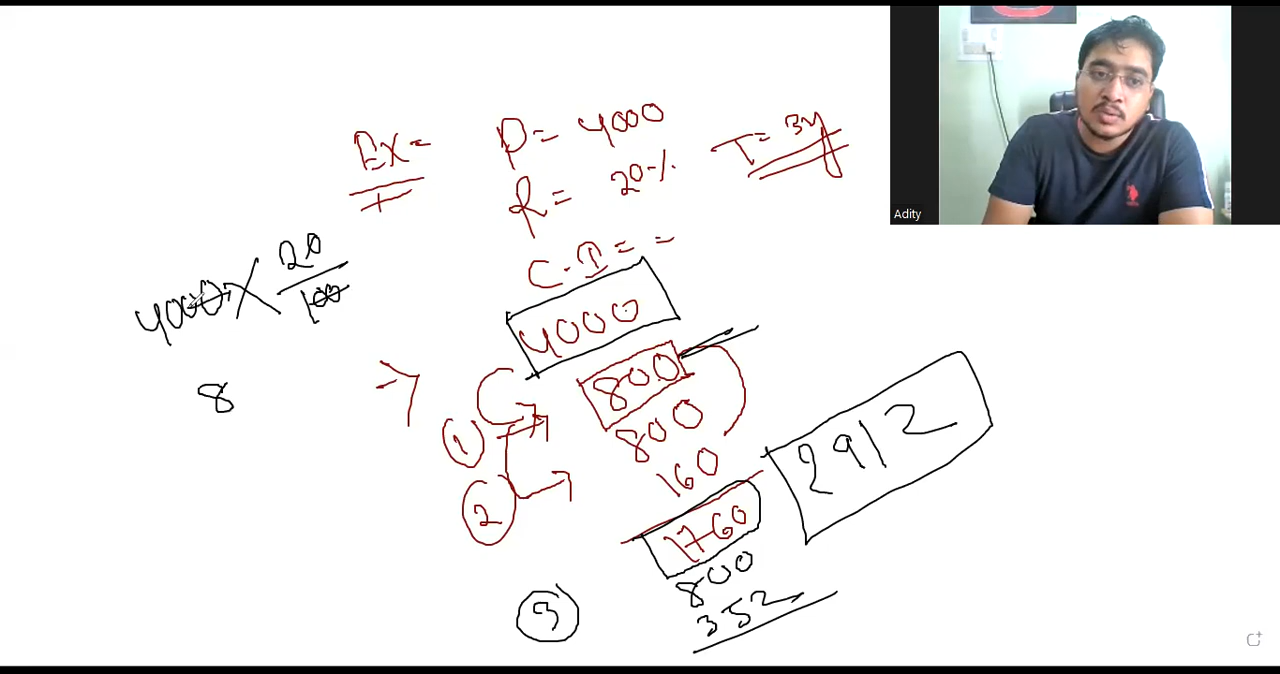 Ex= P= 4000 T= 3y
R= 20%
C.I= =
4000 X 20/100
4000
8
800
① 800
160
② 1760
2912
800
③ 352
Adity